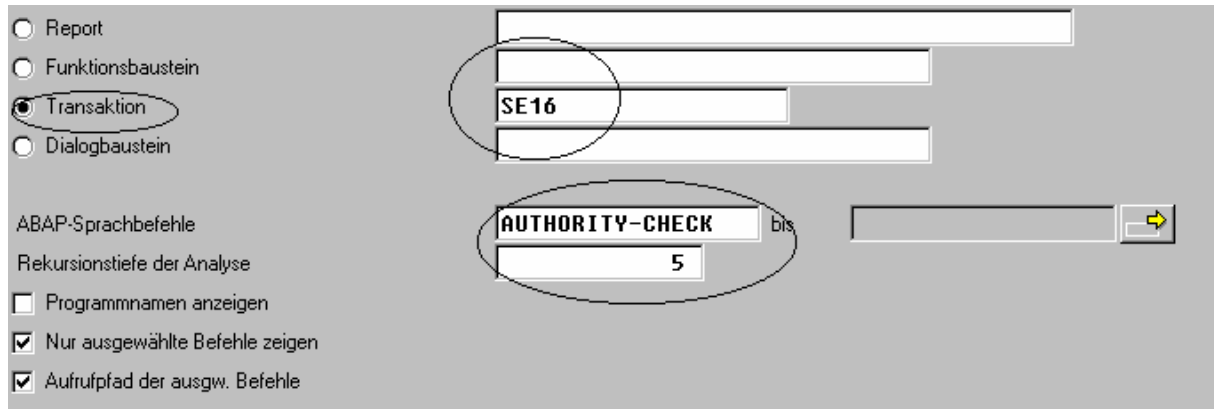 Report
Funktionsbaustein
Transaktion SE16
Dialogbaustein
ABAP-Sprachbefehle AUTHORITY-CHECK bis
Rekursionstiefe der Analyse 5
Programmnamen anzeigen
Nur ausgewählte Befehle zeigen
Aufrufpfad der ausgw. Befehle